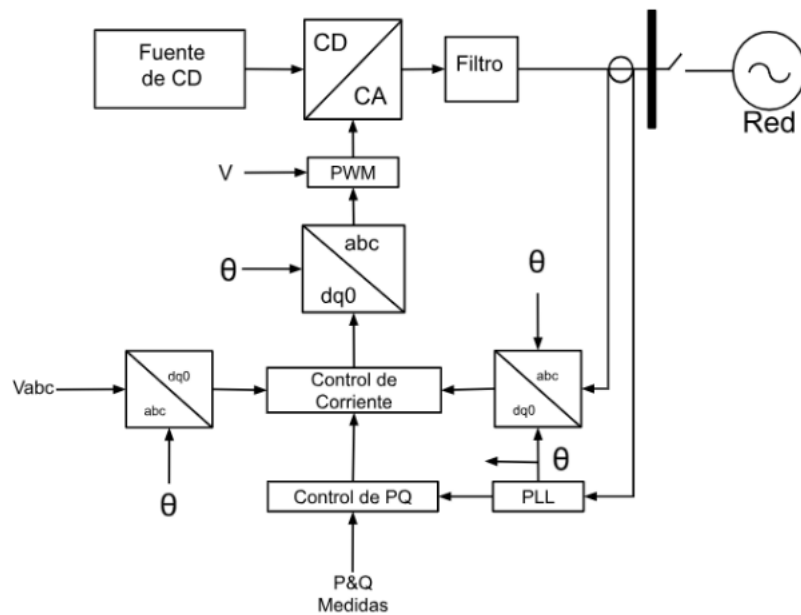 Fuente
de CD
CD
CA
Filtro
Red
V
PWM
θ
abc
dq0
θ
Vabc
dq0
abc
Control de
Corriente
abc
dq0
θ
θ
Control de PQ
PLL
P&Q
Medidas